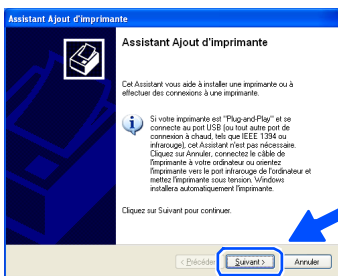 Assistant Ajout d'imprimante
Assistant Ajout d'imprimante
Cet Assistant vous aide à installer une imprimante ou à
effectuer des connexions à une imprimante.
Si votre imprimante est "Plug-and-Play" et se
connecte au port USB (ou tout autre port de
connexion à chaud, tels que IEEE 1394 ou
infrarouge), cet Assistant n'est pas nécessaire.
Cliquez sur Annuler, connectez le câble de
l'imprimante à votre ordinateur ou orientez
l'imprimante vers le port infrarouge de l'ordinateur et
mettez l'imprimante sous tension. Windows
installera automatiquement l'imprimante.
Cliquez sur Suivant pour continuer.
< Précédent Suivant > Annuler